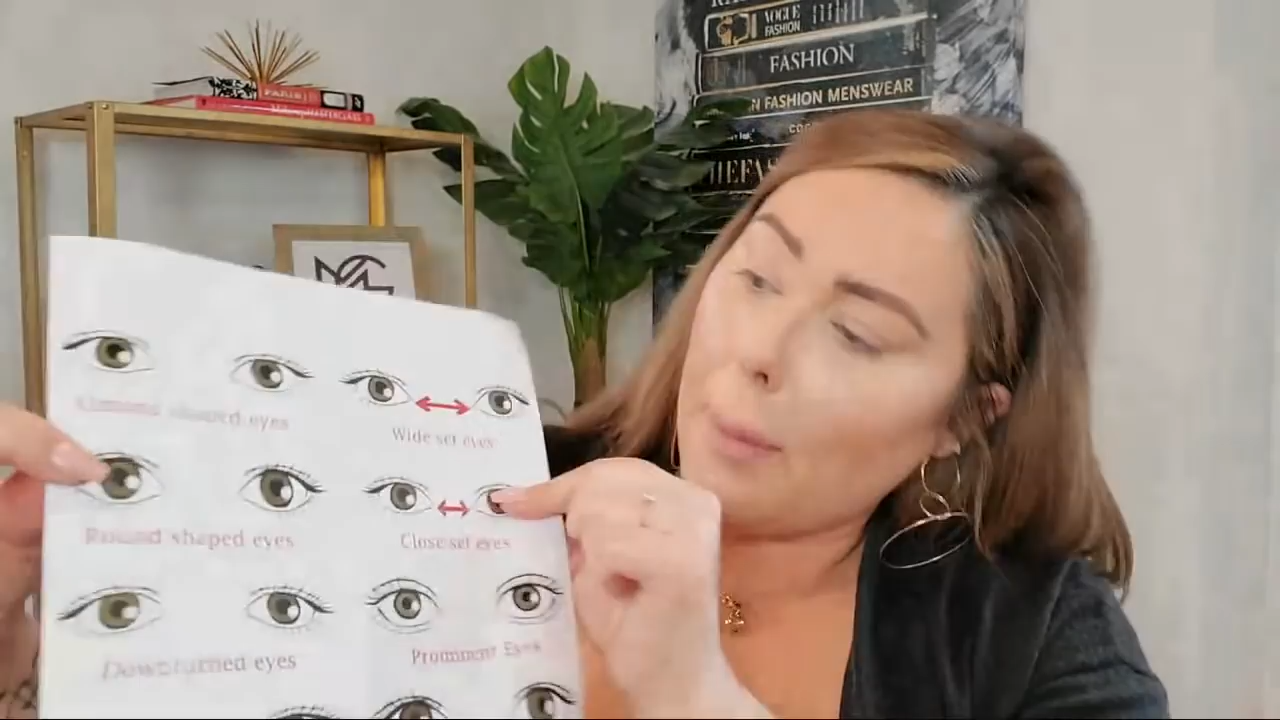 VOGUE
FASHION
FASHION
FASHION MENSWEAR
PARIS
shaped eyes
Wide set eyes
Round shaped eyes
Close set eyes
Downturned eyes
Prominent Eyes